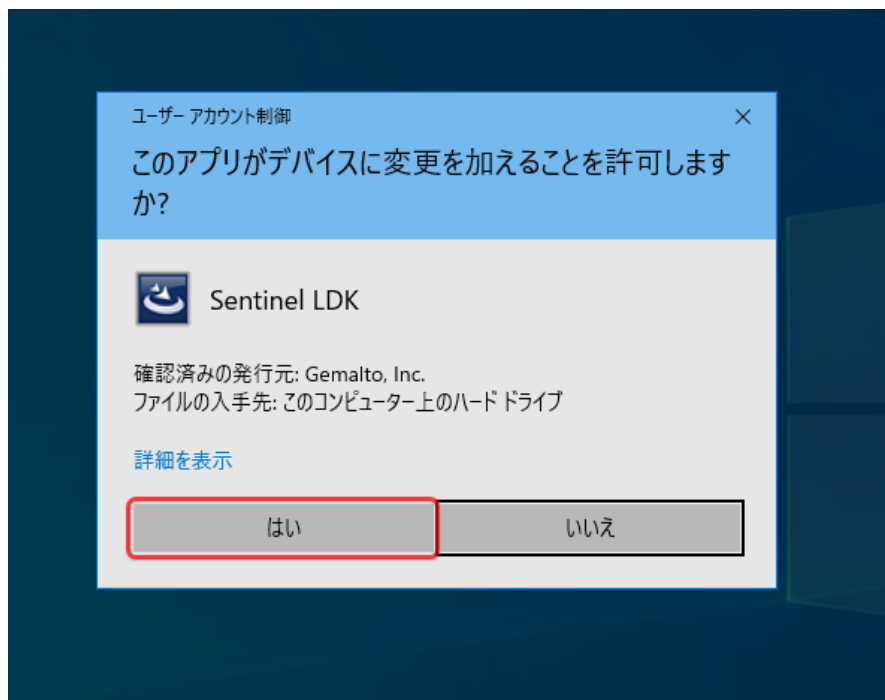 ユーザー アカウント制御
このアプリがデバイスに変更を加えることを許可します
か?
Sentinel LDK
確認済みの発行元: Gemalto, Inc.
ファイルの入手先: このコンピューター上のハード ドライブ
詳細を表示
はい
いいえ